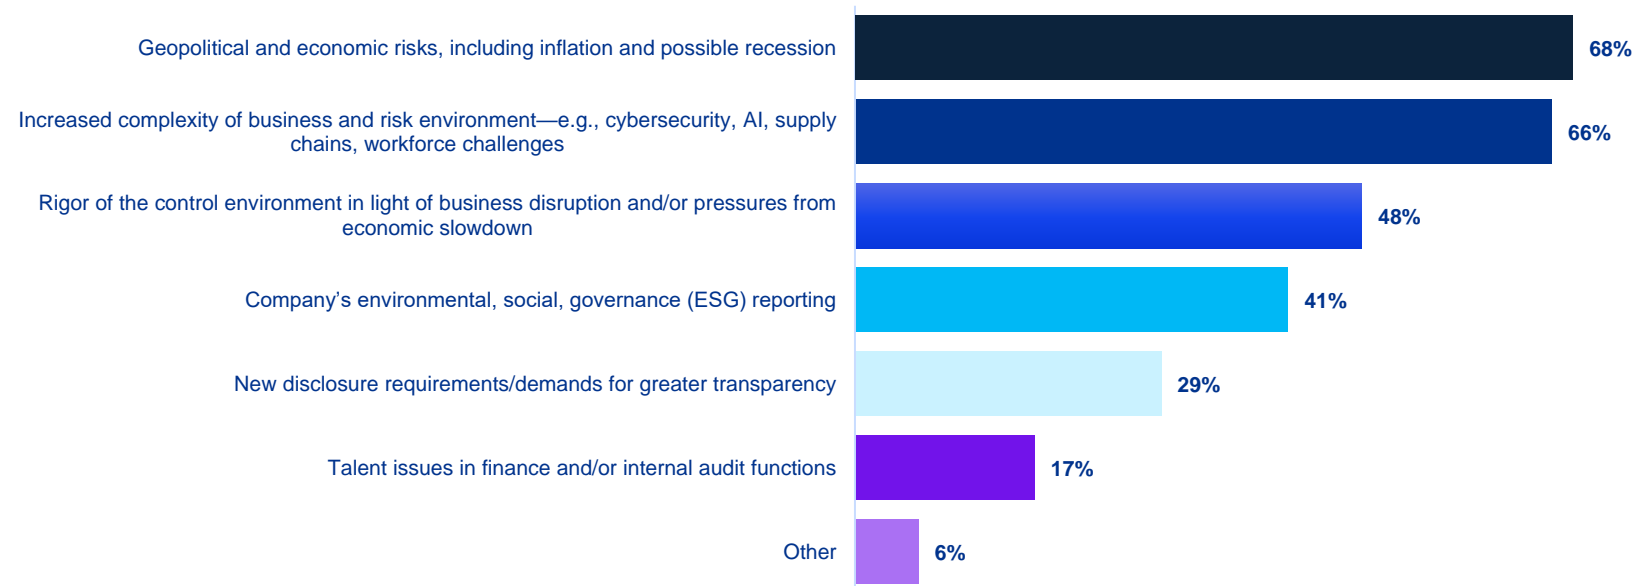 Geopolitical and economic risks, including inflation and possible recession
68%
Increased complexity of business and risk environment—e.g., cybersecurity, AI, supply
chains, workforce challenges
66%
Rigor of the control environment in light of business disruption and/or pressures from
economic slowdown
48%
Company’s environmental, social, governance (ESG) reporting
41%
New disclosure requirements/demands for greater transparency
29%
Talent issues in finance and/or internal audit functions
17%
Other
6%